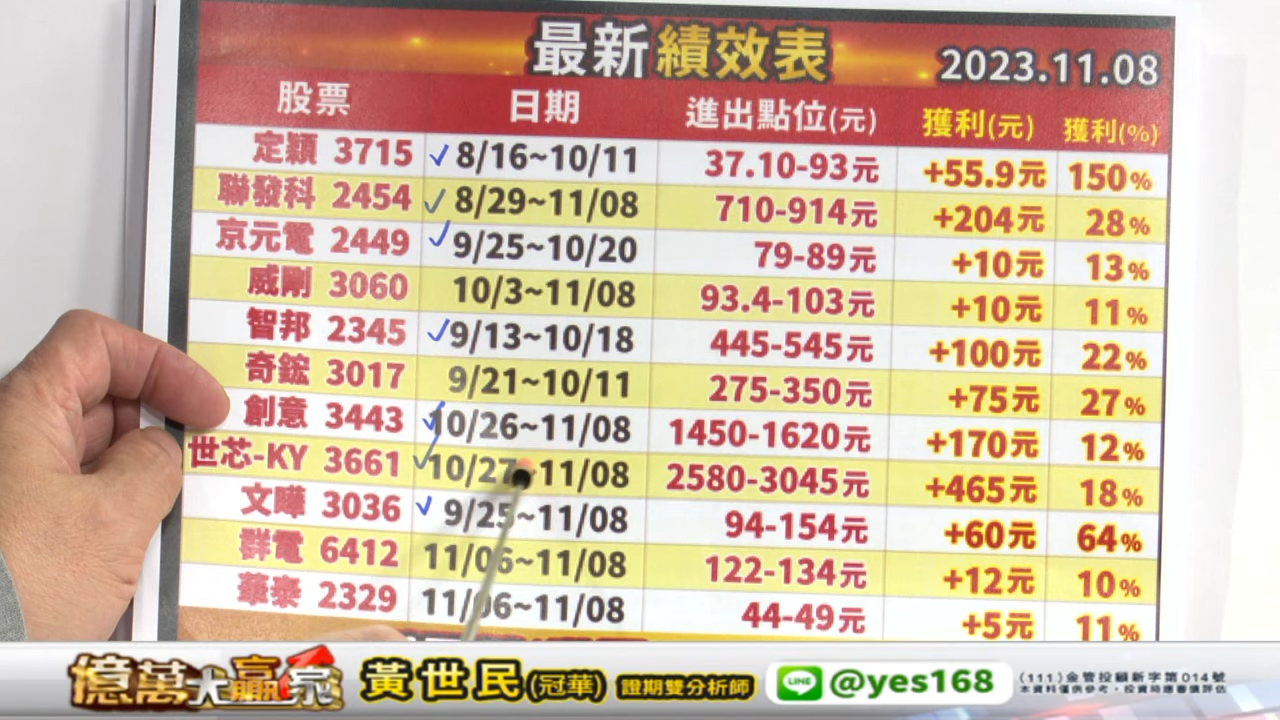 最新績效表 2023.11.08
股票 日期 進出點位(元) 獲利(元) 獲利(%)
定穎 3715 8/16~10/11 37.10-93元 +55.9元 150%
聯發科 2454 8/29~11/08 710-914元 +204元 28%
京元電 2449 9/25~10/20 79-89元 +10元 13%
威剛 3060 10/3~11/08 93.4-103元 +10元 11%
智邦 2345 9/13~10/18 445-545元 +100元 22%
奇鋐 3017 9/21~10/11 275-350元 +75元 27%
創意 3443 10/26~11/08 1450-1620元 +170元 12%
世芯-KY 3661 10/27~11/08 2580-3045元 +465元 18%
文曄 3036 9/25~11/08 94-154元 +60元 64%
群電 6412 11/06~11/08 122-134元 +12元 10%
華泰 2329 11/06~11/08 44-49元 +5元 11%
億萬大贏家 黃世民(冠華) 證期雙分析師 LINE @yes168 (111)金管投顧新字第014號
本資料僅供參考，投資時應審慎評估